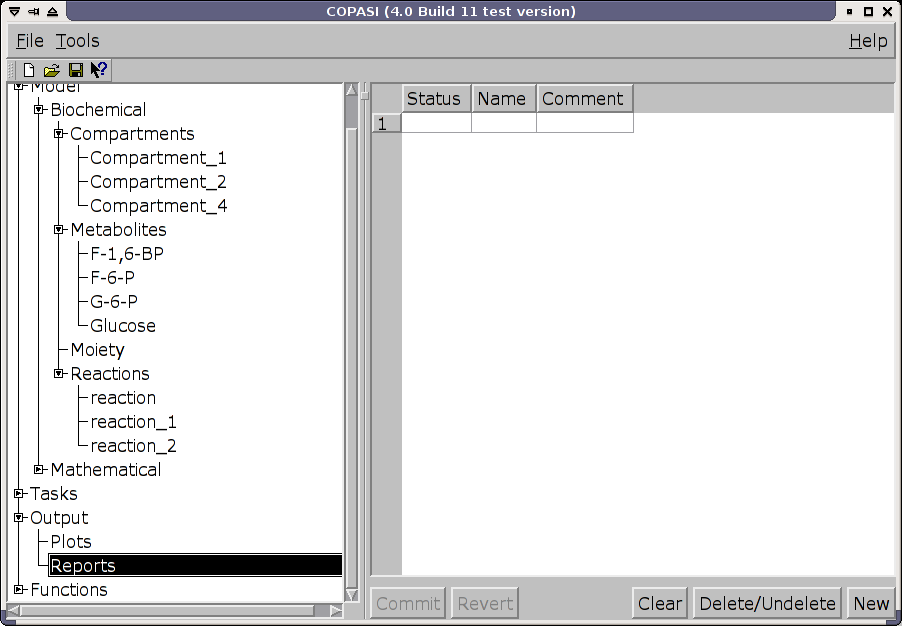 COPASI (4.0 Build 11 test version)
File Tools Help
Model
Biochemical
Compartments
Compartment_1
Compartment_2
Compartment_4
Metabolites
F-1,6-BP
F-6-P
G-6-P
Glucose
Moiety
Reactions
reaction
reaction_1
reaction_2
Mathematical
Tasks
Output
Plots
Reports
Functions
Status Name Comment
1
Commit Revert Clear Delete/Undelete New